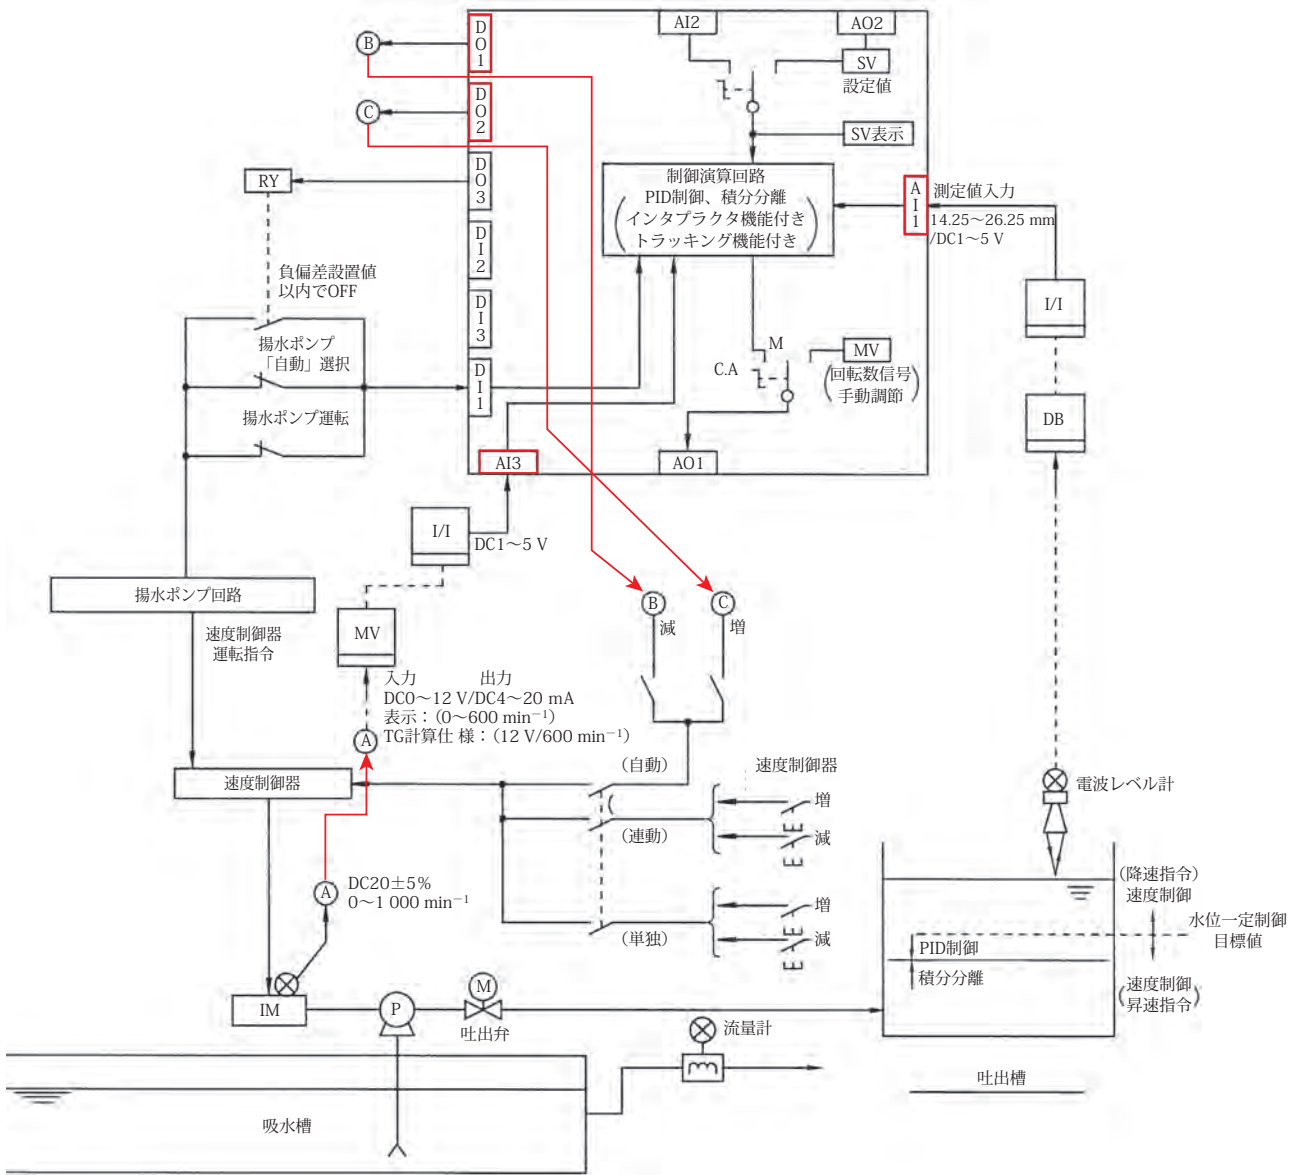 AI2
AO2
DO1
B
SV
設定値
DO2
C
SV表示
DO3
RY
制御演算回路
PID制御、積分分離
インタプラクタ機能付き
トラッキング機能付き
AI1
測定値入力
14.25～26.25 mm
/DC1～5 V
DI2
負偏差設置値
以内でOFF
I/I
DI3
揚水ポンプ
「自動」選択
M
MV
C.A
回転数信号
手動調節
DI1
揚水ポンプ運転
DB
AI3
AO1
I/I
DC1～5 V
揚水ポンプ回路
B
減
C
増
速度制御器
運転指令
MV
入力 出力
DC0～12 V/DC4～20 mA
表示：(0～600 min−1)
TG計算仕 様：(12 V/600 min−1)
A
速度制御器
(自動)
速度制御器
増
(連動)
減
電波レベル計
A
DC20±5%
0～1 000 min−1
(降速指令)
速度制御
増
(単独)
減
水位一定制御
目標値
PID制御
積分分離
速度制御
昇速指令
IM
P
M
吐出弁
流量計
吐出槽
吸水槽